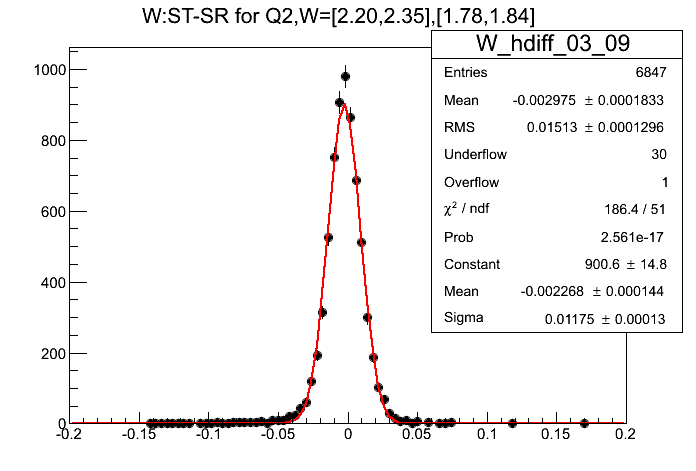 W:ST-SR for Q2,W=[2.20,2.35],[1.78,1.84]
W_hdiff_03_09
Entries 6847
Mean -0.002975 ± 0.0001833
RMS 0.01513 ± 0.0001296
Underflow 30
Overflow 1
χ² / ndf 186.4 / 51
Prob 2.561e-17
Constant 900.6 ± 14.8
Mean -0.002268 ± 0.000144
Sigma 0.01175 ± 0.00013
1000
800
600
400
200
0
-0.2 -0.15 -0.1 -0.05 0 0.05 0.1 0.15 0.2